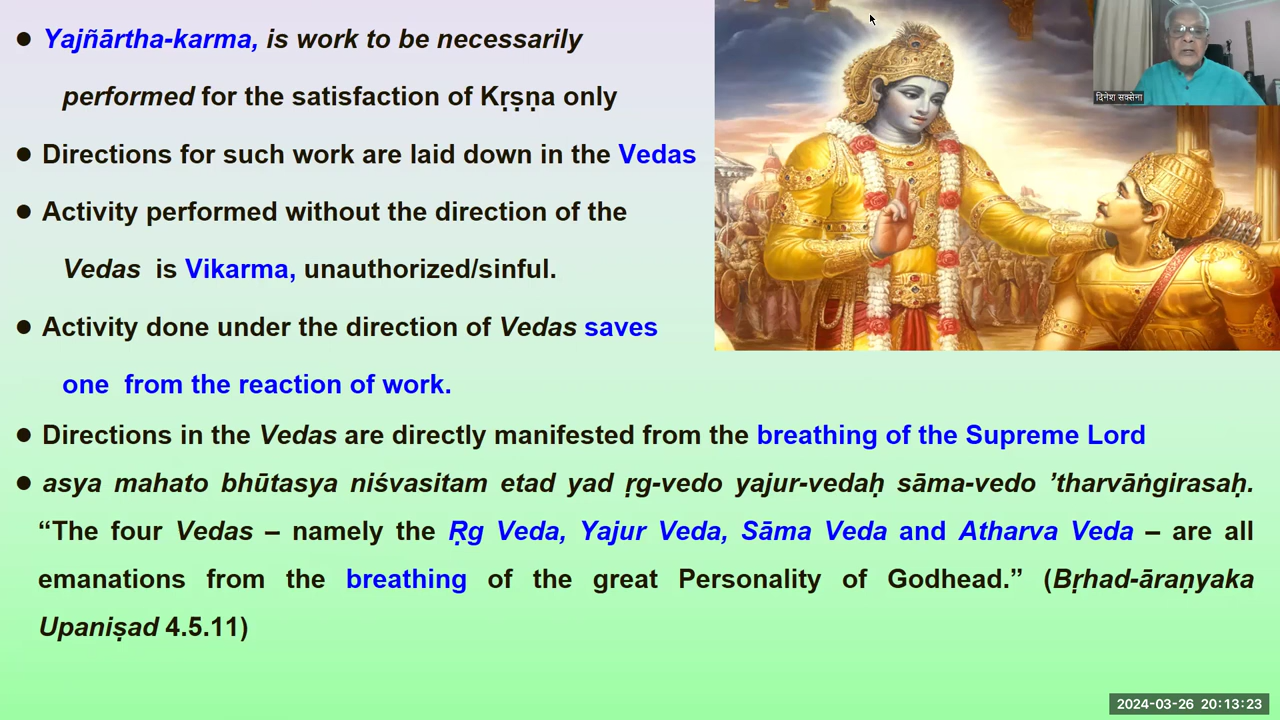 ● Yajñārtha-karma, is work to be necessarily
performed for the satisfaction of Kṛṣṇa only
● Directions for such work are laid down in the Vedas
● Activity performed without the direction of the
Vedas is Vikarma, unauthorized/sinful.
● Activity done under the direction of Vedas saves
one from the reaction of work.
● Directions in the Vedas are directly manifested from the breathing of the Supreme Lord
● asya mahato bhūtasya niśvasitam etad yad ṛg-vedo yajur-vedaḥ sāma-vedo ’tharvāṅgirasaḥ.
“The four Vedas – namely the Ṛg Veda, Yajur Veda, Sāma Veda and Atharva Veda – are all
emanations from the breathing of the great Personality of Godhead.” (Bṛhad-āraṇyaka
Upaniṣad 4.5.11)
दिनेश सक्सेना
2024-03-26 20:13:23